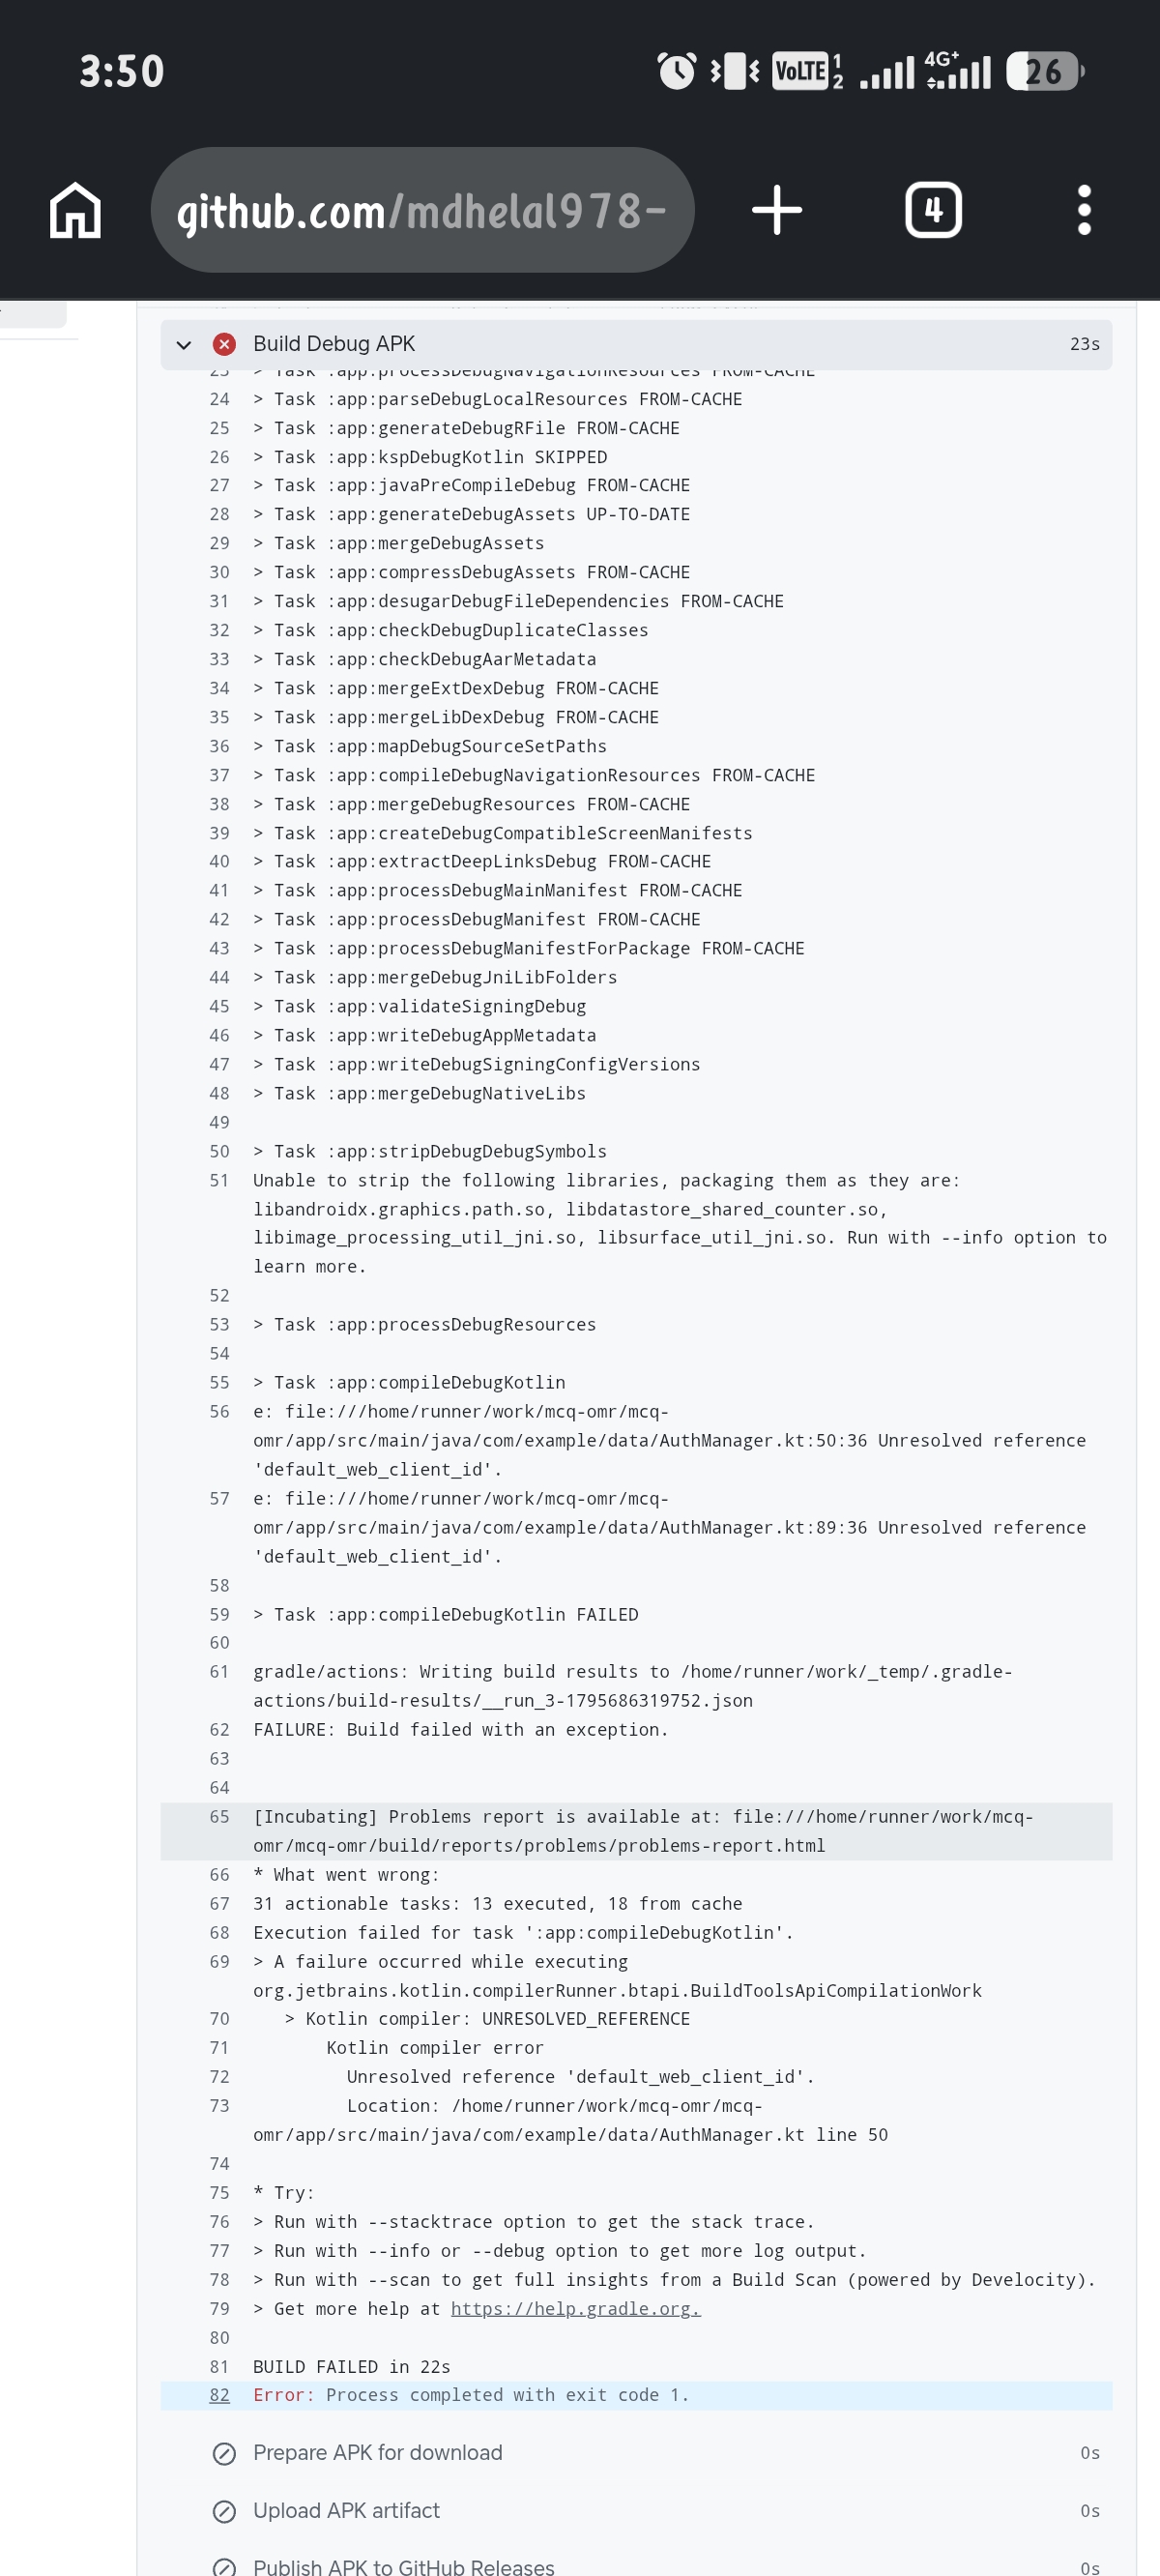 3:50
VoLTE 1 2
4G+
26
github.com/mdhelal978-
4
Build Debug APK 23s
23 > Task :app:processDebugNavigationResources FROM-CACHE
24 > Task :app:parseDebugLocalResources FROM-CACHE
25 > Task :app:generateDebugRFile FROM-CACHE
26 > Task :app:kspDebugKotlin SKIPPED
27 > Task :app:javaPreCompileDebug FROM-CACHE
28 > Task :app:generateDebugAssets UP-TO-DATE
29 > Task :app:mergeDebugAssets
30 > Task :app:compressDebugAssets FROM-CACHE
31 > Task :app:desugarDebugFileDependencies FROM-CACHE
32 > Task :app:checkDebugDuplicateClasses
33 > Task :app:checkDebugAarMetadata
34 > Task :app:mergeExtDexDebug FROM-CACHE
35 > Task :app:mergeLibDexDebug FROM-CACHE
36 > Task :app:mapDebugSourceSetPaths
37 > Task :app:compileDebugNavigationResources FROM-CACHE
38 > Task :app:mergeDebugResources FROM-CACHE
39 > Task :app:createDebugCompatibleScreenManifests
40 > Task :app:extractDeepLinksDebug FROM-CACHE
41 > Task :app:processDebugMainManifest FROM-CACHE
42 > Task :app:processDebugManifest FROM-CACHE
43 > Task :app:processDebugManifestForPackage FROM-CACHE
44 > Task :app:mergeDebugJniLibFolders
45 > Task :app:validateSigningDebug
46 > Task :app:writeDebugAppMetadata
47 > Task :app:writeDebugSigningConfigVersions
48 > Task :app:mergeDebugNativeLibs
49
50 > Task :app:stripDebugDebugSymbols
51 Unable to strip the following libraries, packaging them as they are:
libandroidx.graphics.path.so, libdatastore_shared_counter.so,
libimage_processing_util_jni.so, libsurface_util_jni.so. Run with --info option to
learn more.
52
53 > Task :app:processDebugResources
54
55 > Task :app:compileDebugKotlin
56 e: file:///home/runner/work/mcq-omr/mcq-
omr/app/src/main/java/com/example/data/AuthManager.kt:50:36 Unresolved reference
'default_web_client_id'.
57 e: file:///home/runner/work/mcq-omr/mcq-
omr/app/src/main/java/com/example/data/AuthManager.kt:89:36 Unresolved reference
'default_web_client_id'.
58
59 > Task :app:compileDebugKotlin FAILED
60
61 gradle/actions: Writing build results to /home/runner/work/_temp/.gradle-
actions/build-results/__run_3-1795686319752.json
62 FAILURE: Build failed with an exception.
63
64
65 [Incubating] Problems report is available at: file:///home/runner/work/mcq-
omr/mcq-omr/build/reports/problems/problems-report.html
66 * What went wrong:
67 31 actionable tasks: 13 executed, 18 from cache
68 Execution failed for task ':app:compileDebugKotlin'.
69 > A failure occurred while executing
org.jetbrains.kotlin.compilerRunner.btapi.BuildToolsApiCompilationWork
70 > Kotlin compiler: UNRESOLVED_REFERENCE
71 Kotlin compiler error
72 Unresolved reference 'default_web_client_id'.
73 Location: /home/runner/work/mcq-omr/mcq-
omr/app/src/main/java/com/example/data/AuthManager.kt line 50
74
75 * Try:
76 > Run with --stacktrace option to get the stack trace.
77 > Run with --info or --debug option to get more log output.
78 > Run with --scan to get full insights from a Build Scan (powered by Develocity).
79 > Get more help at https://help.gradle.org.
80
81 BUILD FAILED in 22s
82 Error: Process completed with exit code 1.
Prepare APK for download 0s
Upload APK artifact 0s
Publish APK to GitHub Releases 0s